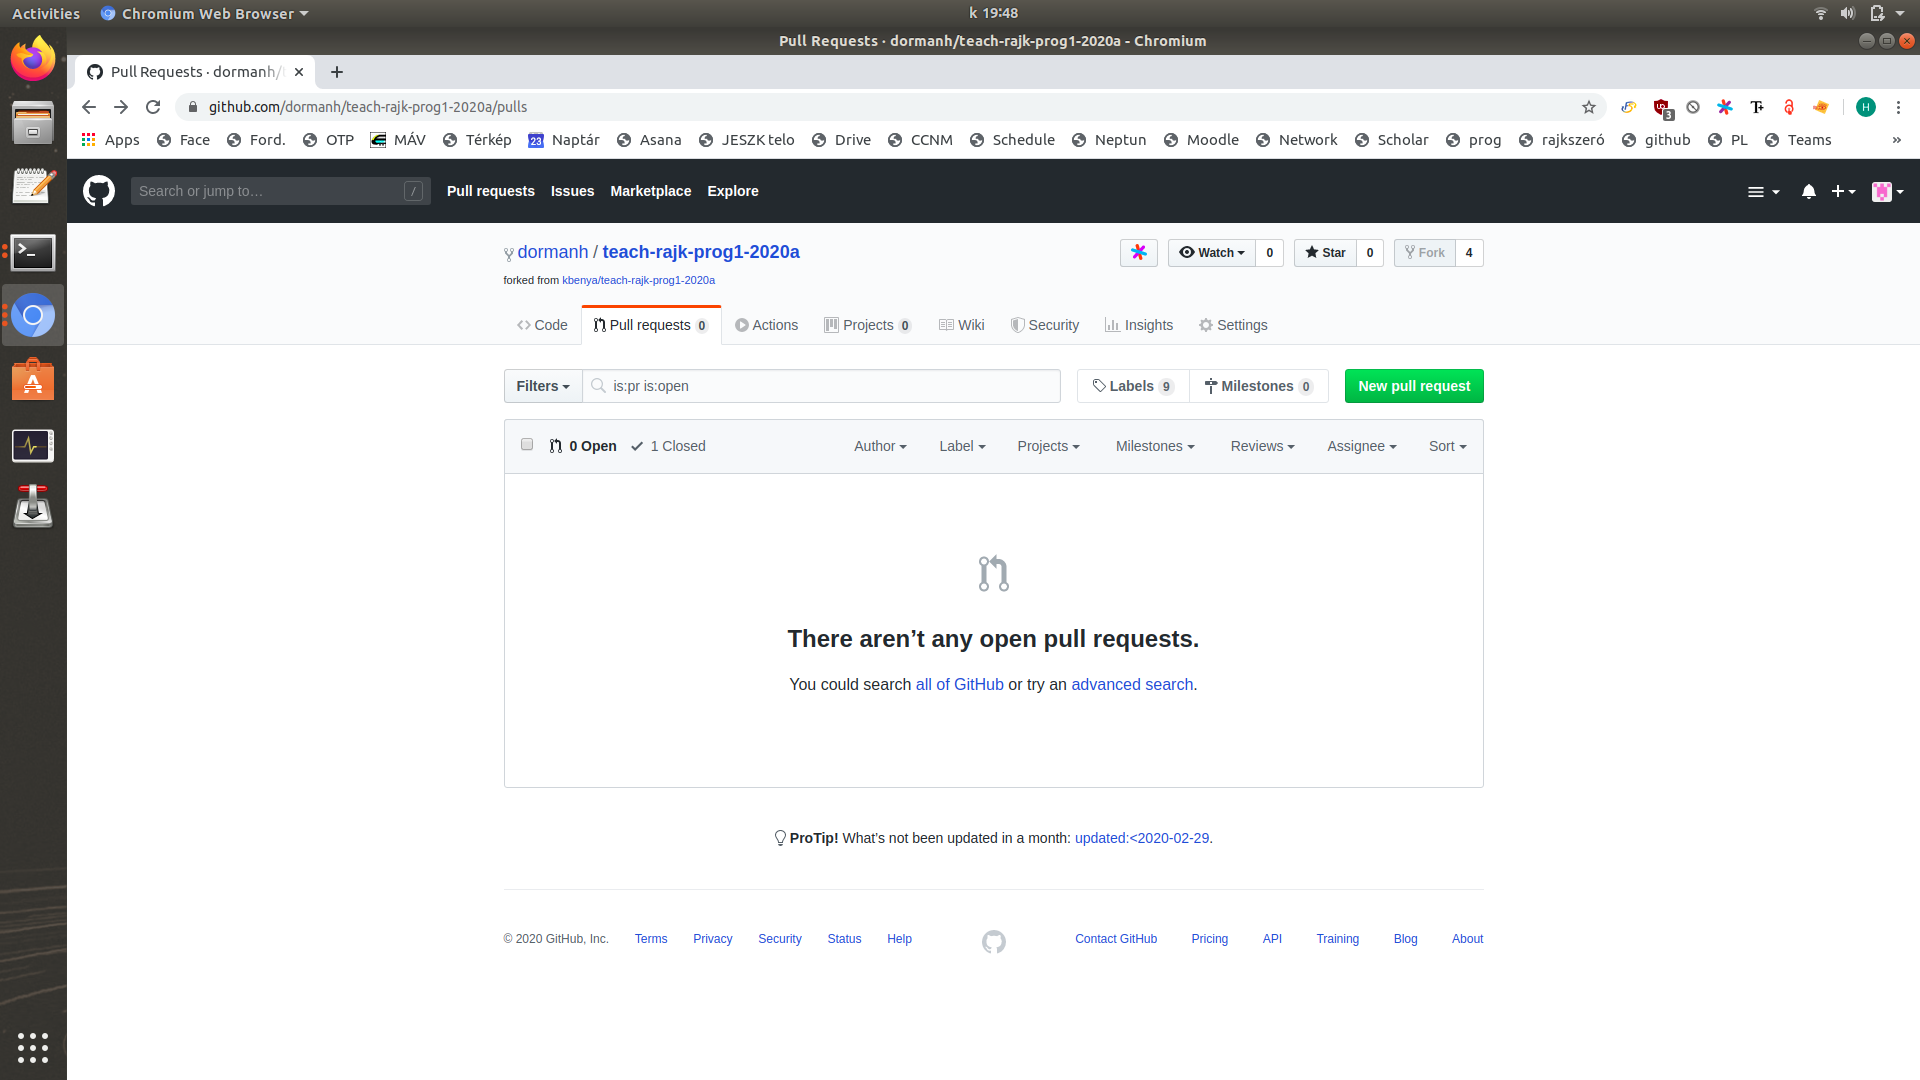 Activities Chromium Web Browser k 19:48
Pull Requests · dormanh/teach-rajk-prog1-2020a - Chromium
Pull Requests · dormanh/
github.com/dormanh/teach-rajk-prog1-2020a/pulls 3 H
Apps Face Ford. OTP MÁV Térkép 23 Naptár Asana JESZK telo Drive CCNM Schedule Neptun Moodle Network Scholar prog rajkszeró github PL Teams »
Search or jump to… / Pull requests Issues Marketplace Explore
dormanh / teach-rajk-prog1-2020a Watch 0 Star 0 Fork 4
forked from kbenya/teach-rajk-prog1-2020a
Code Pull requests 0 Actions Projects 0 Wiki Security Insights Settings
Filters is:pr is:open Labels 9 Milestones 0 New pull request
0 Open 1 Closed Author Label Projects Milestones Reviews Assignee Sort
There aren’t any open pull requests.
You could search all of GitHub or try an advanced search.
ProTip! What’s not been updated in a month: updated:<2020-02-29.
© 2020 GitHub, Inc. Terms Privacy Security Status Help Contact GitHub Pricing API Training Blog About